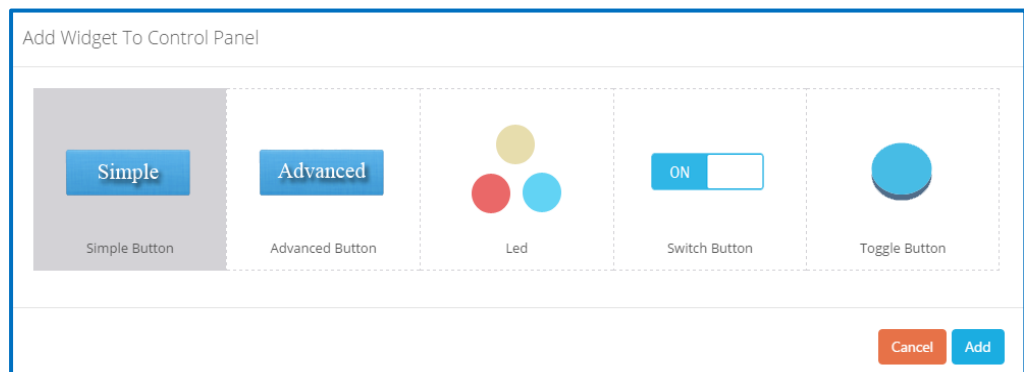 Add Widget To Control Panel
Simple
Advanced
ON
Simple Button
Advanced Button
Led
Switch Button
Toggle Button
Cancel
Add